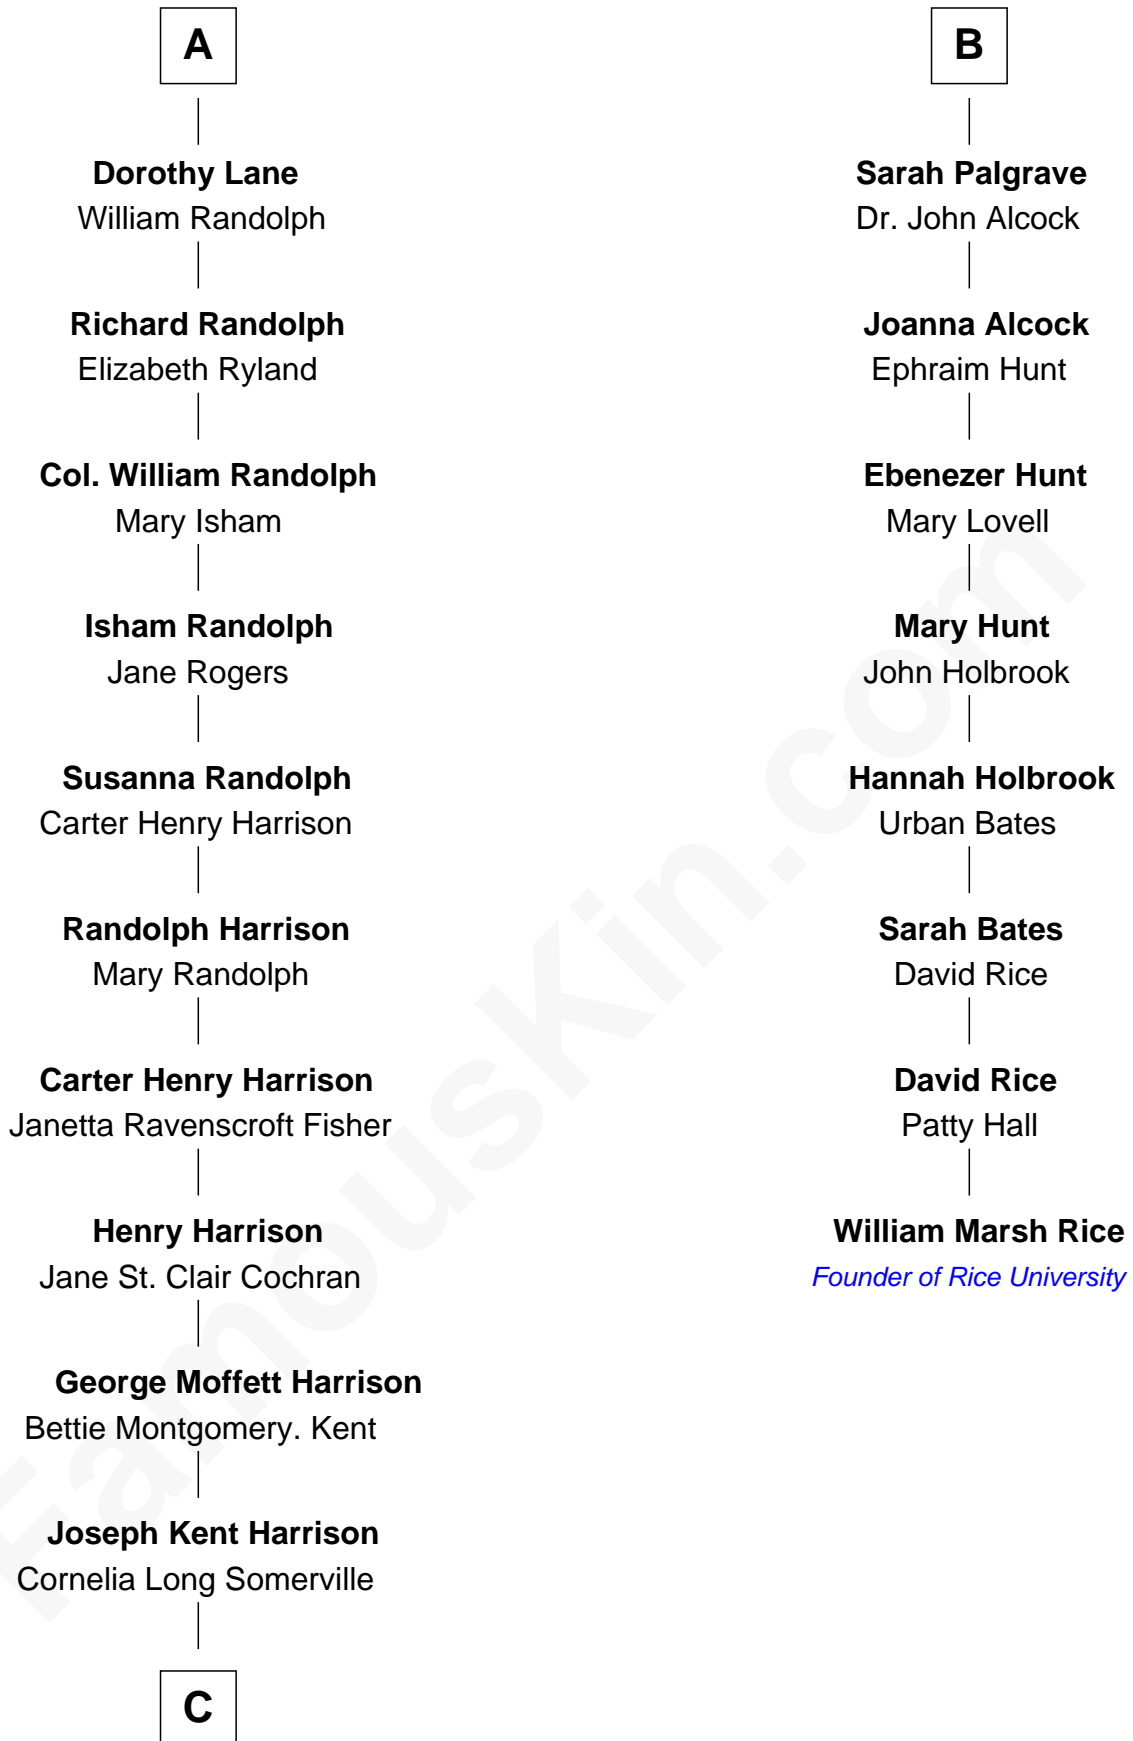 A
Dorothy Lane
William Randolph
Richard Randolph
Elizabeth Ryland
Col. William Randolph
Mary Isham
Isham Randolph
Jane Rogers
Susanna Randolph
Carter Henry Harrison
Randolph Harrison
Mary Randolph
Carter Henry Harrison
Janetta Ravenscroft Fisher
Henry Harrison
Jane St. Clair Cochran
George Moffett Harrison
Bettie Montgomery. Kent
Joseph Kent Harrison
Cornelia Long Somerville
C
B
Sarah Palgrave
Dr. John Alcock
Joanna Alcock
Ephraim Hunt
Ebenezer Hunt
Mary Lovell
Mary Hunt
John Holbrook
Hannah Holbrook
Urban Bates
Sarah Bates
David Rice
David Rice
Patty Hall
William Marsh Rice
Founder of Rice University
FamousKin.com